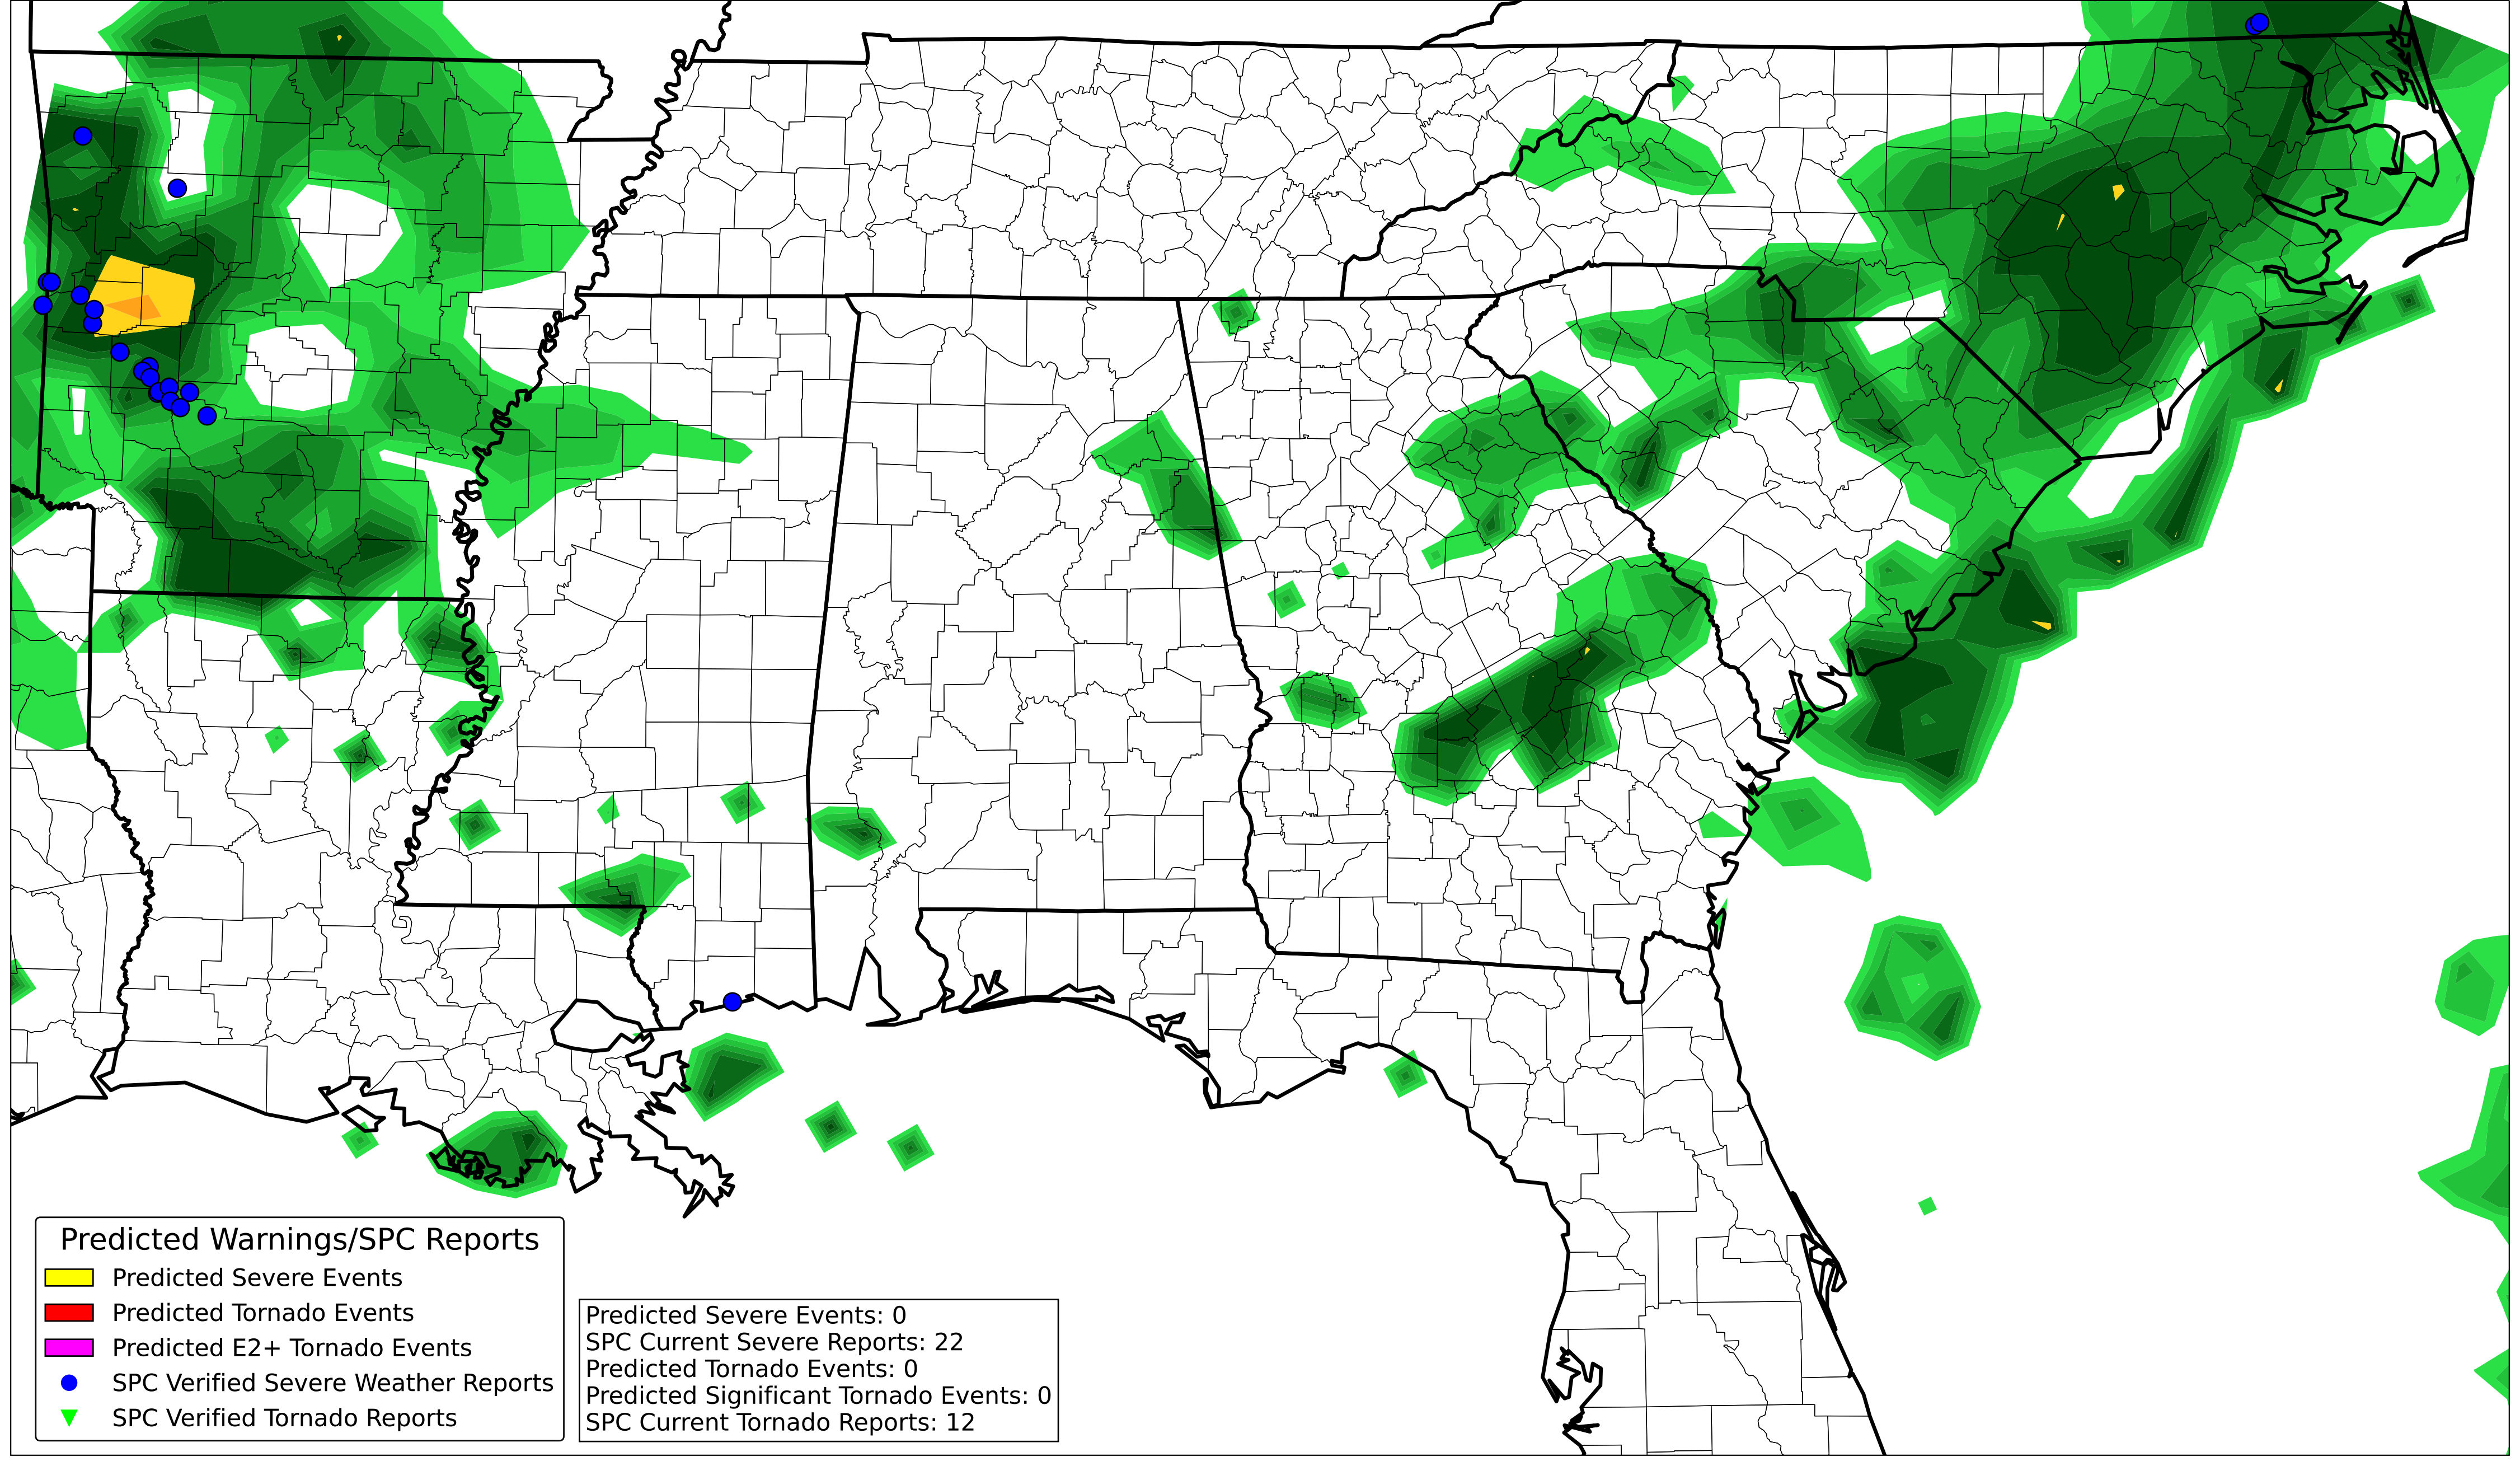 Predicted Warnings/SPC Reports
Predicted Severe Events
Predicted Tornado Events
Predicted E2+ Tornado Events
SPC Verified Severe Weather Reports
SPC Verified Tornado Reports
Predicted Severe Events: 0
SPC Current Severe Reports: 22
Predicted Tornado Events: 0
Predicted Significant Tornado Events: 0
SPC Current Tornado Reports: 12